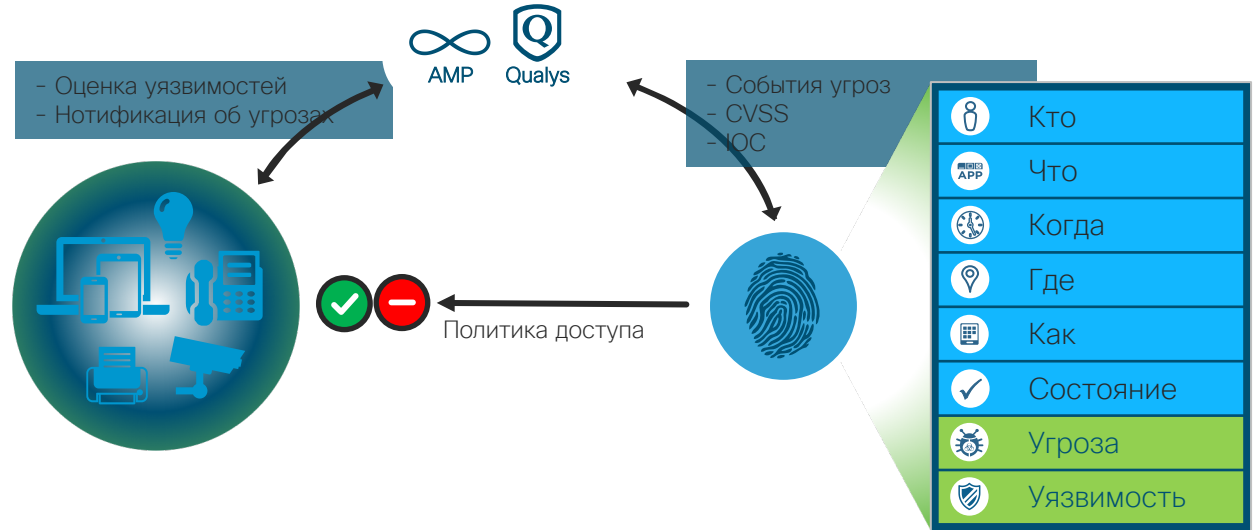 Q
AMP
Qualys
- Оценка уязвимостей
- Нотификация об угрозах
- События угроз
- CVSS
- IOC
Политика доступа
Кто
APP
Что
Когда
Где
Как
Состояние
Угроза
Уязвимость